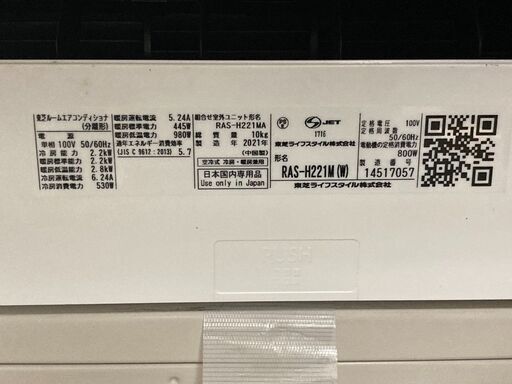 東芝ルームエアコンディショナ
(分離形)
電 源
単相 100V 50/60Hz
冷房能力 2.2kW
暖房標準能力 2.2kW
暖房低温能力 2.8kW
冷房運転電流 6.24A
冷房消費電力 530W
暖房運転電流 5.24A
暖房標準電力 445W
暖房低温電力 980W
通年エネルギー消費効率
(JIS C 9612:2013) 5.7
組合せ室外ユニット形名
RAS-H221MA
総質量 10kg
製造年 2021年
(中国製)
空冷式 冷房・暖房兼用
日本国内専用品
Use only in Japan
PS
E
JET
1716
東芝ライフスタイル株式会社
形名
RAS-H221M(W)
東芝ライフスタイル株式会社
定格電圧 100V
定格周波数
50/60Hz
電動機の定格消費電力
800W
製造番号
14517057
PUSH